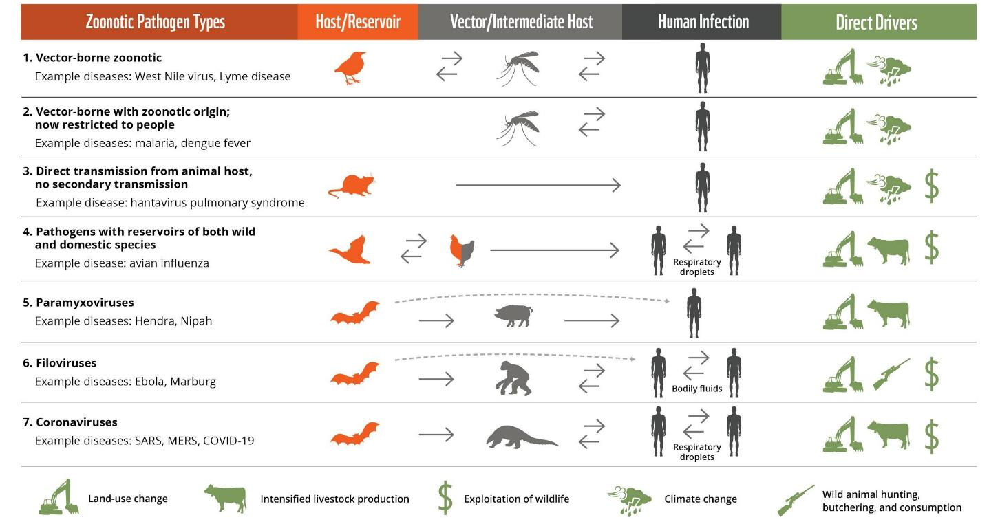 Zoonotic Pathogen Types
Host/Reservoir
Vector/Intermediate Host
Human Infection
Direct Drivers
1. Vector-borne zoonotic
Example diseases: West Nile virus, Lyme disease
2. Vector-borne with zoonotic origin;
now restricted to people
Example diseases: malaria, dengue fever
3. Direct transmission from animal host,
no secondary transmission
Example disease: hantavirus pulmonary syndrome
$
4. Pathogens with reservoirs of both wild
and domestic species
Example disease: avian influenza
Respiratory
droplets
$
5. Paramyxoviruses
Example diseases: Hendra, Nipah
6. Filoviruses
Example diseases: Ebola, Marburg
Bodily fluids
$
7. Coronaviruses
Example diseases: SARS, MERS, COVID-19
Respiratory
droplets
$
Land-use change
Intensified livestock production
$ Exploitation of wildlife
Climate change
Wild animal hunting,
butchering, and consumption